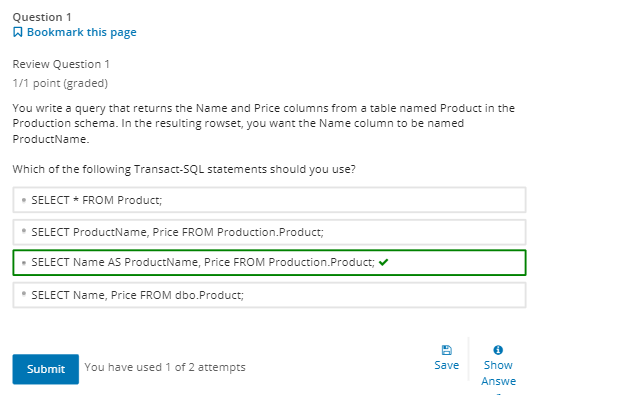 Question 1
Bookmark this page
Review Question 1
1/1 point (graded)
You write a query that returns the Name and Price columns from a table named Product in the
Production schema. In the resulting rowset, you want the Name column to be named
ProductName.
Which of the following Transact-SQL statements should you use?
SELECT * FROM Product;
SELECT ProductName, Price FROM Production.Product;
SELECT Name AS ProductName, Price FROM Production.Product;
SELECT Name, Price FROM dbo.Product;
Submit
You have used 1 of 2 attempts
Save
Show
Answe